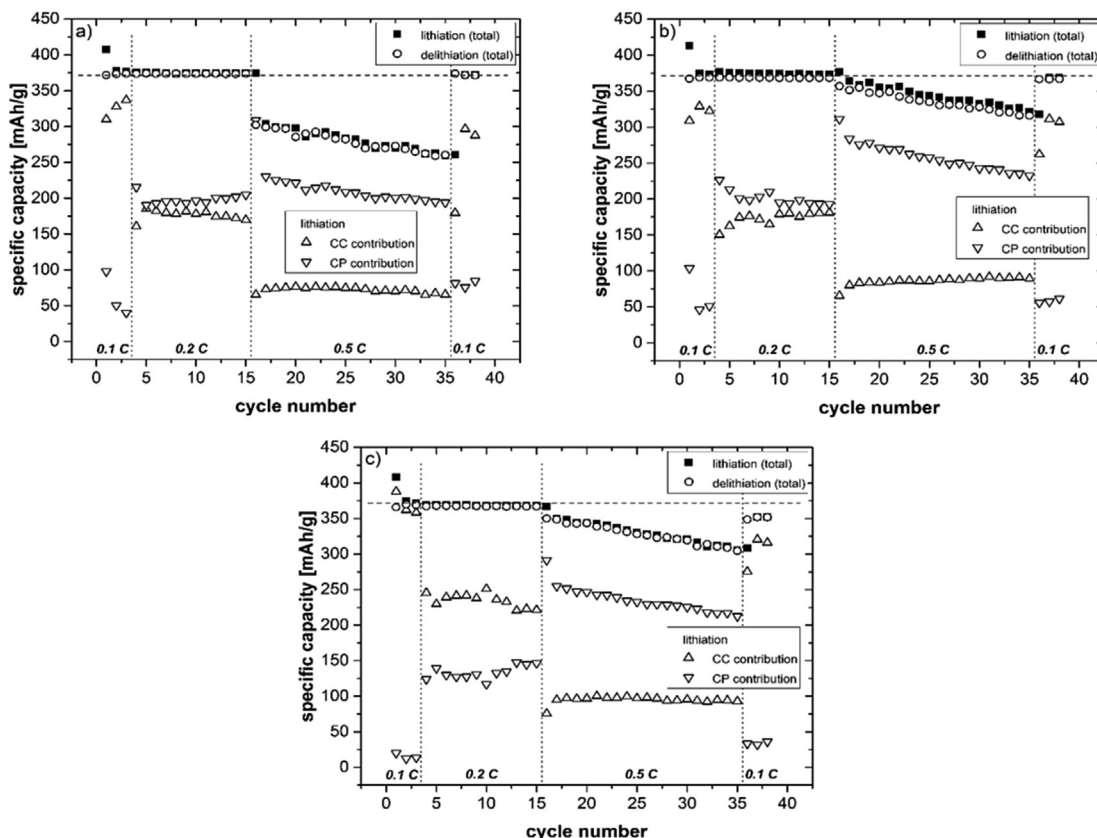 a)
lithiation (total)
delithiation (total)
450
400
350
300
250
200
150
100
50
0
specific capacity [mAh/g]
lithiation
CC contribution
CP contribution
0.1 C 0.2 C 0.5 C 0.1 C
0 5 10 15 20 25 30 35 40
cycle number
b)
lithiation (total)
delithiation (total)
450
400
350
300
250
200
150
100
50
0
specific capacity [mAh/g]
lithiation
CC contribution
CP contribution
0.1 C 0.2 C 0.5 C 0.1 C
0 5 10 15 20 25 30 35 40
cycle number
c)
lithiation (total)
delithiation (total)
450
400
350
300
250
200
150
100
50
0
specific capacity [mAh/g]
lithiation
CC contribution
CP contribution
0.1 C 0.2 C 0.5 C 0.1 C
0 5 10 15 20 25 30 35 40
cycle number